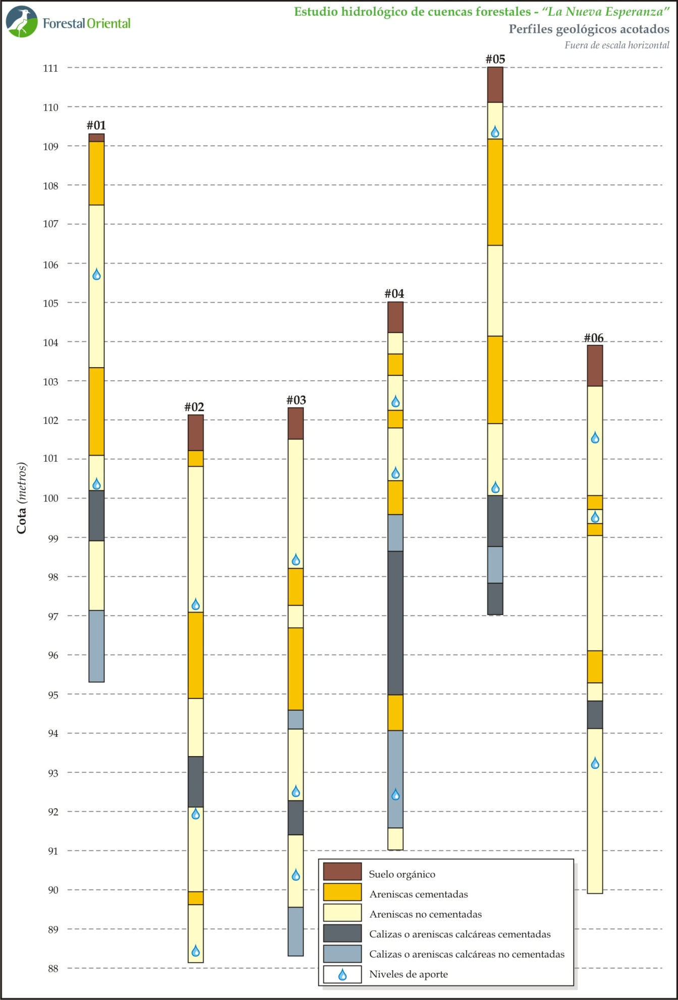 Forestal Oriental
Estudio hidrológico de cuencas forestales - “La Nueva Esperanza”
Perfiles geológicos acotados
Fuera de escala horizontal
#05
111
110
#01
109
108
107
106
#04
105
#06
104
103
#03
#02
102
101
Cota (metros)
100
99
98
97
96
95
94
93
92
91
90
89
88
Suelo orgánico
Areniscas cementadas
Areniscas no cementadas
Calizas o areniscas calcáreas cementadas
Calizas o areniscas calcáreas no cementadas
Niveles de aporte